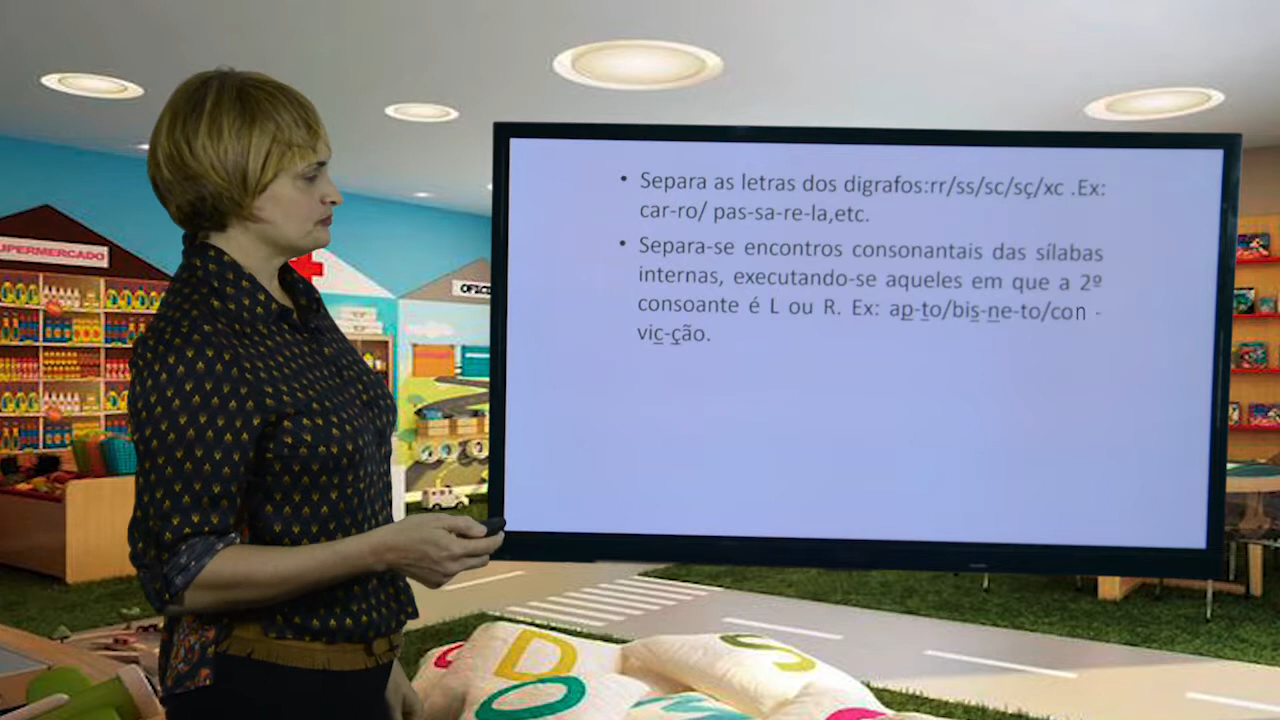 • Separa as letras dos digrafos:rr/ss/sc/sç/xc .Ex:
car-ro/ pas-sa-re-la,etc.
• Separa-se encontros consonantais das sílabas
internas, executando-se aqueles em que a 2º
consoante é L ou R. Ex: ap-to/bis-ne-to/con -
vic-ção.
UPERMERCADO
OFICI
D
O
S